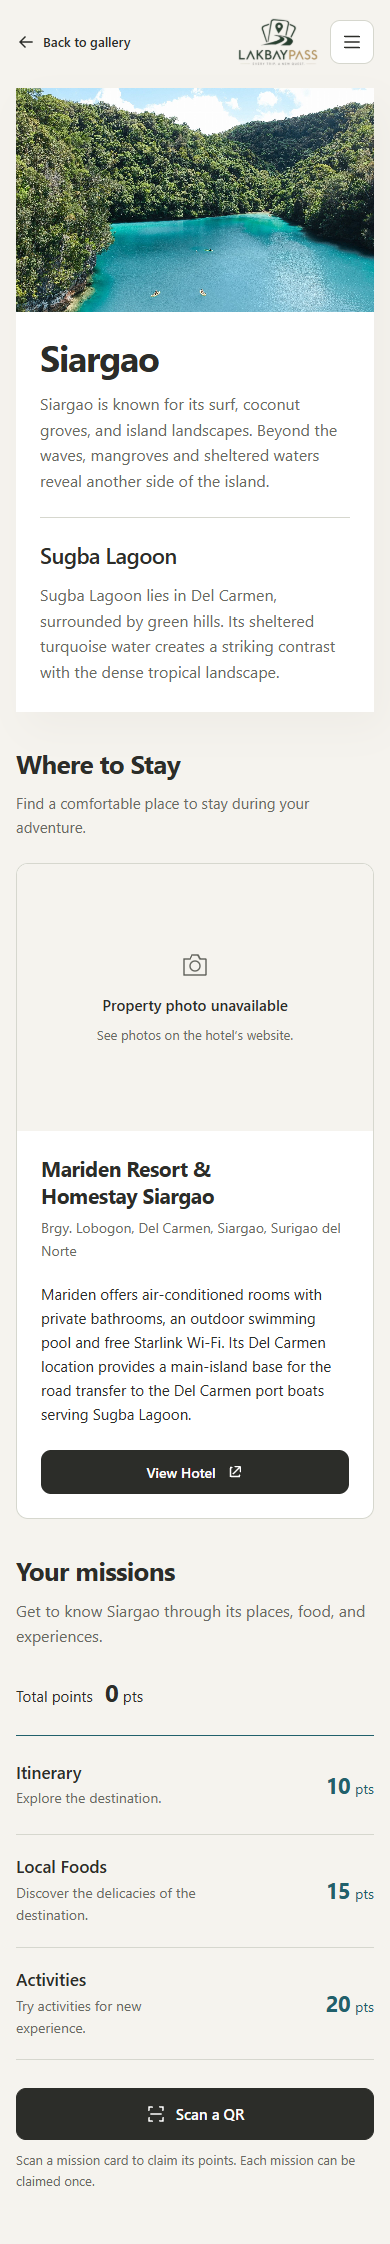 Back to gallery
LAKBAYPASS
Siargao
Siargao is known for its surf, coconut
groves, and island landscapes. Beyond the
waves, mangroves and sheltered waters
reveal another side of the island.
Sugba Lagoon
Sugba Lagoon lies in Del Carmen,
surrounded by green hills. Its sheltered
turquoise water creates a striking contrast
with the dense tropical landscape.
Where to Stay
Find a comfortable place to stay during your
adventure.
Property photo unavailable
See photos on the hotel's website.
Mariden Resort &
Homestay Siargao
Brgy. Lobogon, Del Carmen, Siargao, Surigao del
Norte
Mariden offers air-conditioned rooms with
private bathrooms, an outdoor swimming
pool and free Starlink Wi-Fi. Its Del Carmen
location provides a main-island base for the
road transfer to the Del Carmen port boats
serving Sugba Lagoon.
View Hotel
Your missions
Get to know Siargao through its places, food, and
experiences.
Total points 0 pts
Itinerary
Explore the destination.
10 pts
Local Foods
Discover the delicacies of the
destination.
15 pts
Activities
Try activities for new
experience.
20 pts
Scan a QR
Scan a mission card to claim its points. Each mission can be
claimed once.